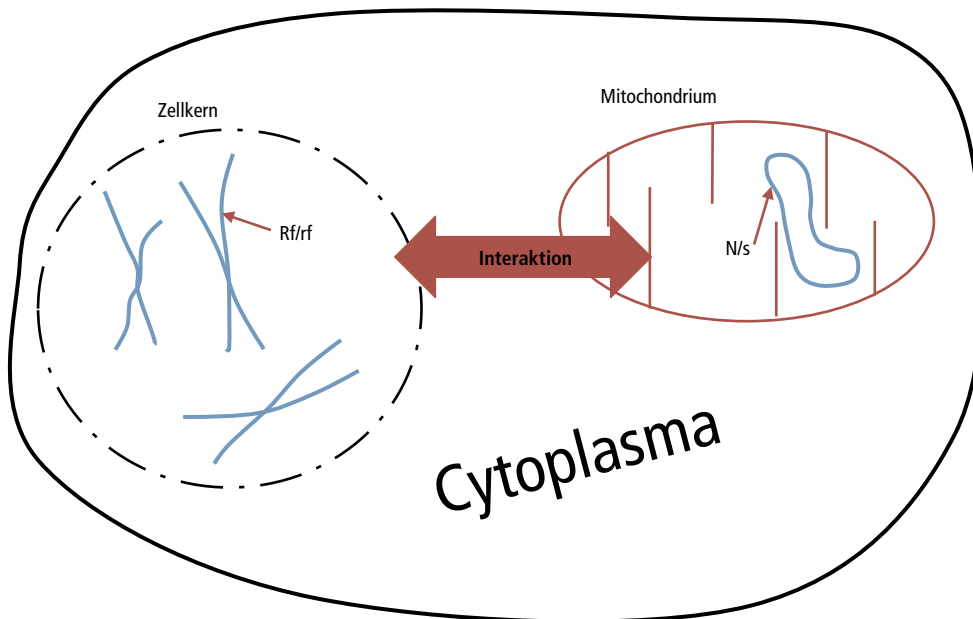 Zellkern
Mitochondrium
Rf/rf
Interaktion
N/s
Cytoplasma